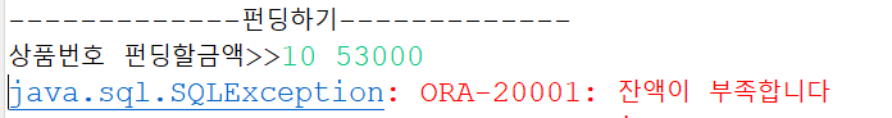 -------------펀딩하기-------------
상품번호 펀딩할금액>>10 53000
java.sql.SQLException: ORA-20001: 잔액이 부족합니다